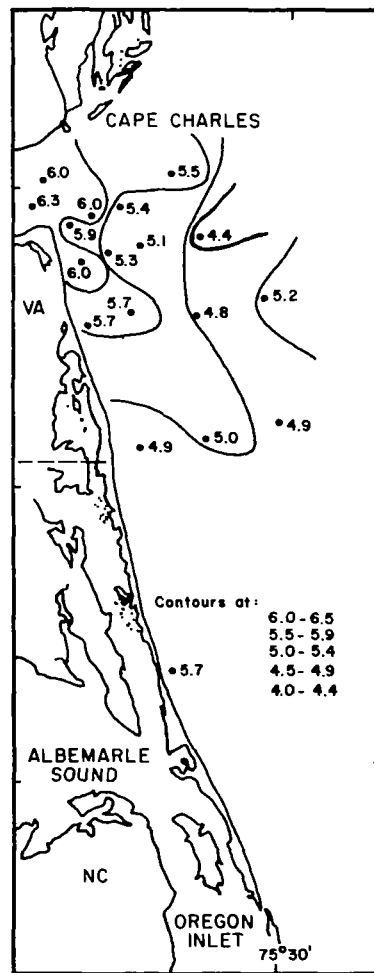 CAPE CHARLES
6.0
5.5
6.3
6.0
5.4
5.9
5.1
4.4
5.3
6.0
VA
5.7
5.2
5.7
4.8
4.9
5.0
4.9
Contours at:
6.0 - 6.5
5.5 - 5.9
5.0 - 5.4
4.5 - 4.9
4.0 - 4.4
5.7
ALBEMARLE
SOUND
NC
OREGON
INLET
75°30'